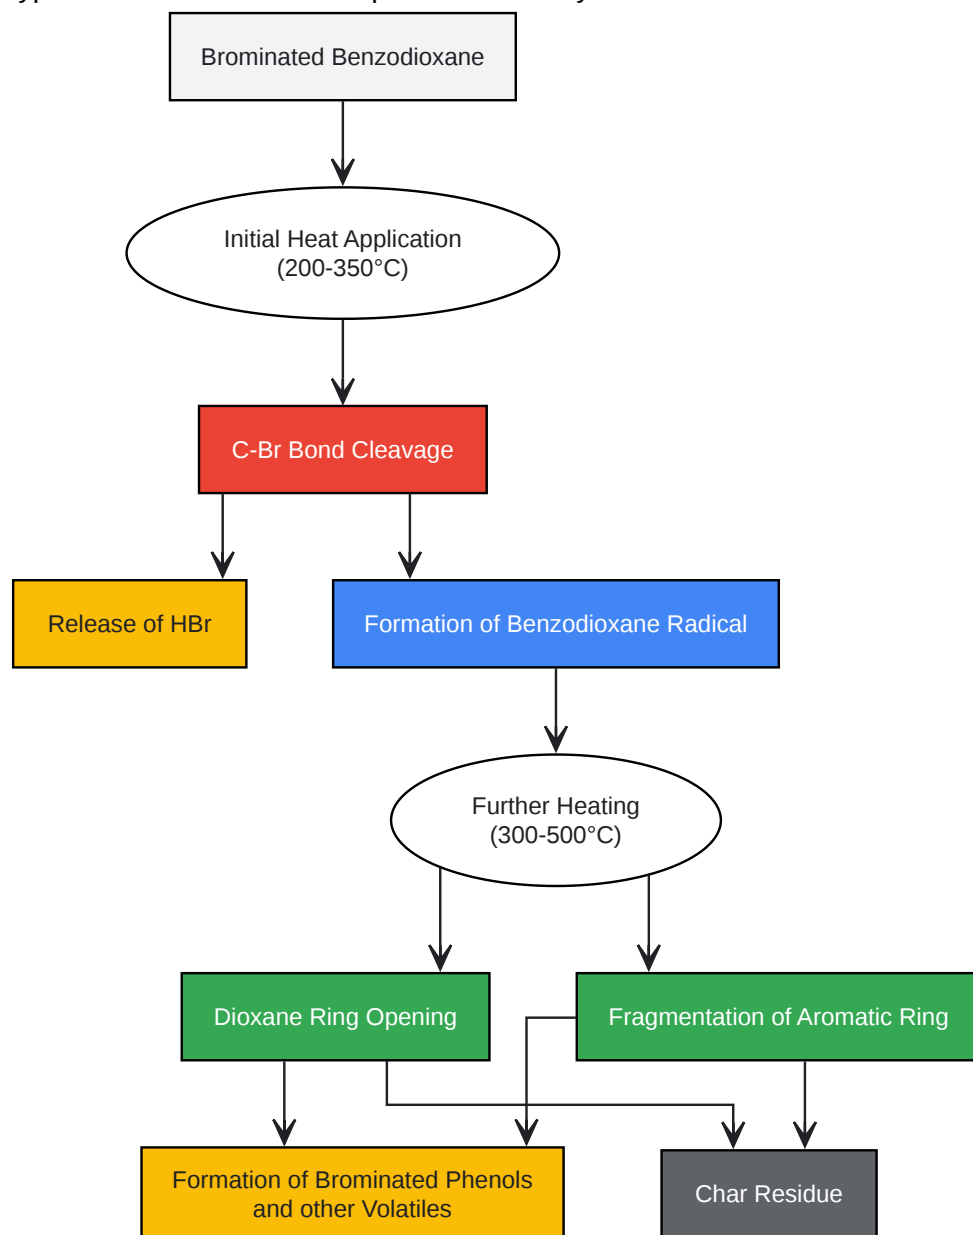 Brominated Benzodioxane
Initial Heat Application
(200-350°C)
C-Br Bond Cleavage
Release of HBr
Formation of Benzodioxane Radical
Further Heating
(300-500°C)
Dioxane Ring Opening
Fragmentation of Aromatic Ring
Formation of Brominated Phenols
and other Volatiles
Char Residue